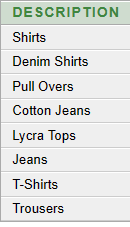 DESCRIPTION
Shirts
Denim Shirts
Pull Overs
Cotton Jeans
Lycra Tops
Jeans
T-Shirts
Trousers